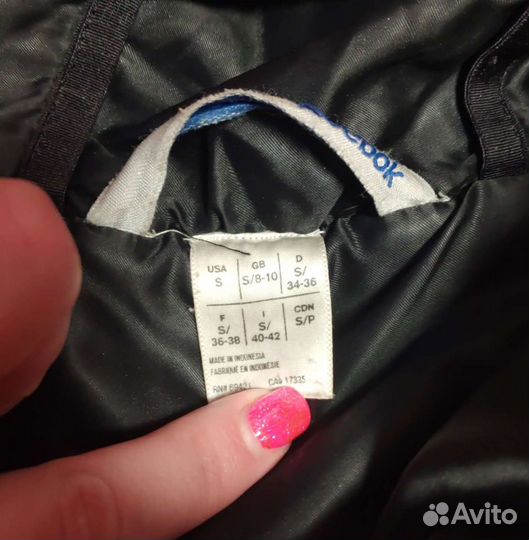 Reebok
USA GB D
S S/8-10 S/
34-36
F I CDN
S/ S/ S/P
36-38 40-42
MADE IN INDONESIA
FABRIQUÉ EN INDONÉSIE
RN# CA# 17335
Avito